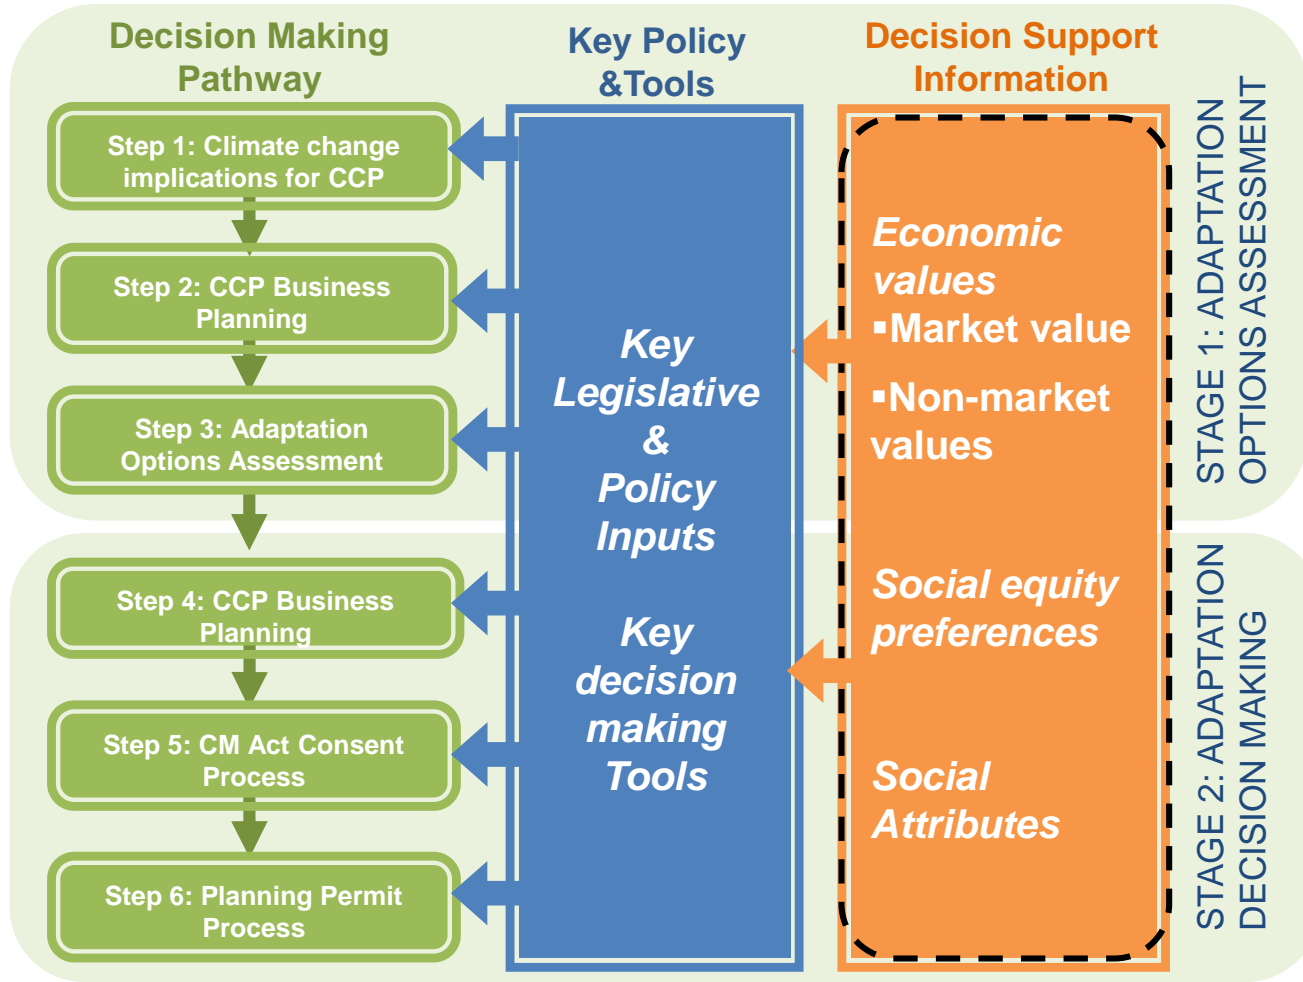 Decision Making
Pathway
Step 1: Climate change
implications for CCP
Step 2: CCP Business
Planning
Step 3: Adaptation
Options Assessment
Step 4: CCP Business
Planning
Step 5: CM Act Consent
Process
Step 6: Planning Permit
Process
Key Policy
&Tools
Key
Legislative
&
Policy
Inputs
Key
decision
making
Tools
Decision Support
Information
Economic
values
▪Market value
▪Non-market
values
Social equity
preferences
Social
Attributes
STAGE 1: ADAPTATION
OPTIONS ASSESSMENT
STAGE 2: ADAPTATION
DECISION MAKING